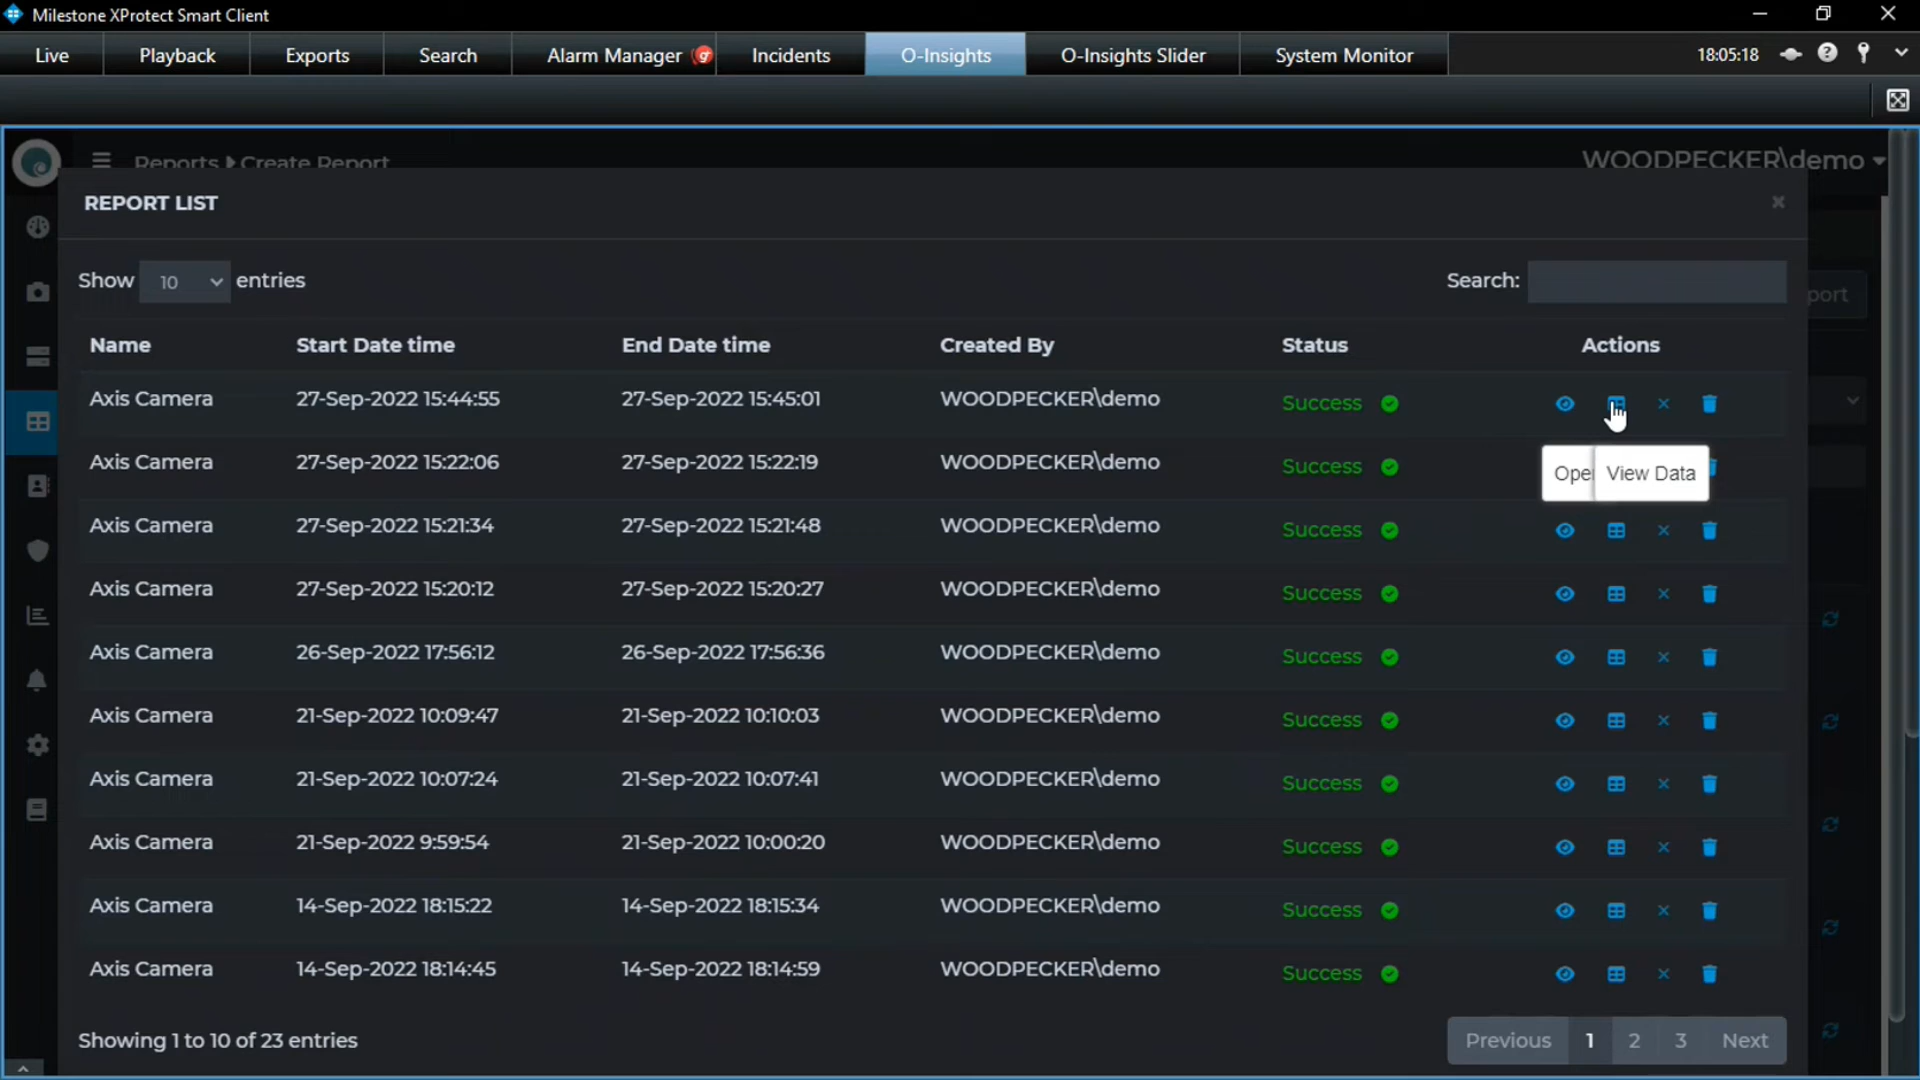 Milestone XProtect Smart Client
Live Playback Exports Search Alarm Manager Incidents O-Insights O-Insights Slider System Monitor 18:05:18
Reports Create Report WOODPECKER\demo
REPORT LIST
Show 10 entries Search:
port
Name Start Date time End Date time Created By Status Actions
Axis Camera 27-Sep-2022 15:44:55 27-Sep-2022 15:45:01 WOODPECKER\demo Success
Axis Camera 27-Sep-2022 15:22:06 27-Sep-2022 15:22:19 WOODPECKER\demo Success
Ope View Data
Axis Camera 27-Sep-2022 15:21:34 27-Sep-2022 15:21:48 WOODPECKER\demo Success
Axis Camera 27-Sep-2022 15:20:12 27-Sep-2022 15:20:27 WOODPECKER\demo Success
Axis Camera 26-Sep-2022 17:56:12 26-Sep-2022 17:56:36 WOODPECKER\demo Success
Axis Camera 21-Sep-2022 10:09:47 21-Sep-2022 10:10:03 WOODPECKER\demo Success
Axis Camera 21-Sep-2022 10:07:24 21-Sep-2022 10:07:41 WOODPECKER\demo Success
Axis Camera 21-Sep-2022 9:59:54 21-Sep-2022 10:00:20 WOODPECKER\demo Success
Axis Camera 14-Sep-2022 18:15:22 14-Sep-2022 18:15:34 WOODPECKER\demo Success
Axis Camera 14-Sep-2022 18:14:45 14-Sep-2022 18:14:59 WOODPECKER\demo Success
Showing 1 to 10 of 23 entries Previous 1 2 3 Next